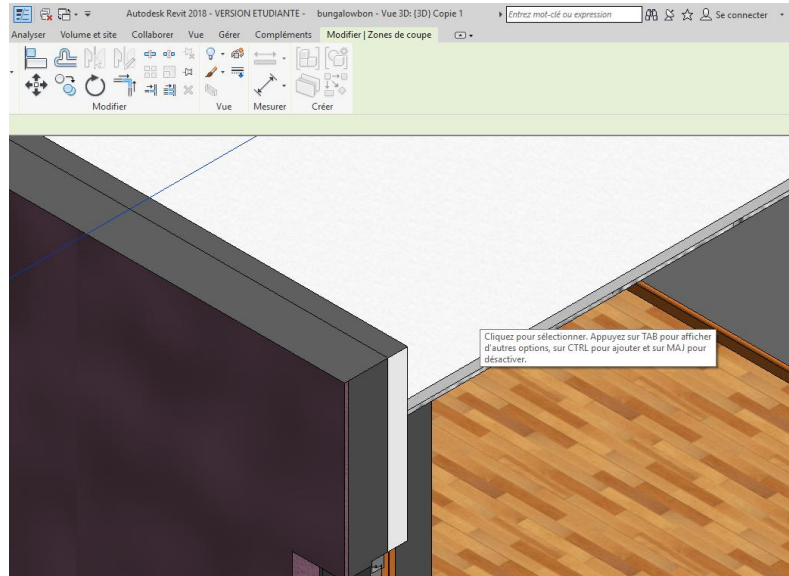 Autodesk Revit 2018 - VERSION ETUDIANTE - bungalowbon - Vue 3D: {3D} Copie 1 Entrez mot-clé ou expression Se connecter
Analyser Volume et site Collaborer Vue Gérer Compléments Modifier | Zones de coupe
Modifier Vue Mesurer Créer
Cliquez pour sélectionner. Appuyez sur TAB pour afficher
d'autres options, sur CTRL pour ajouter et sur MAJ pour
désactiver.